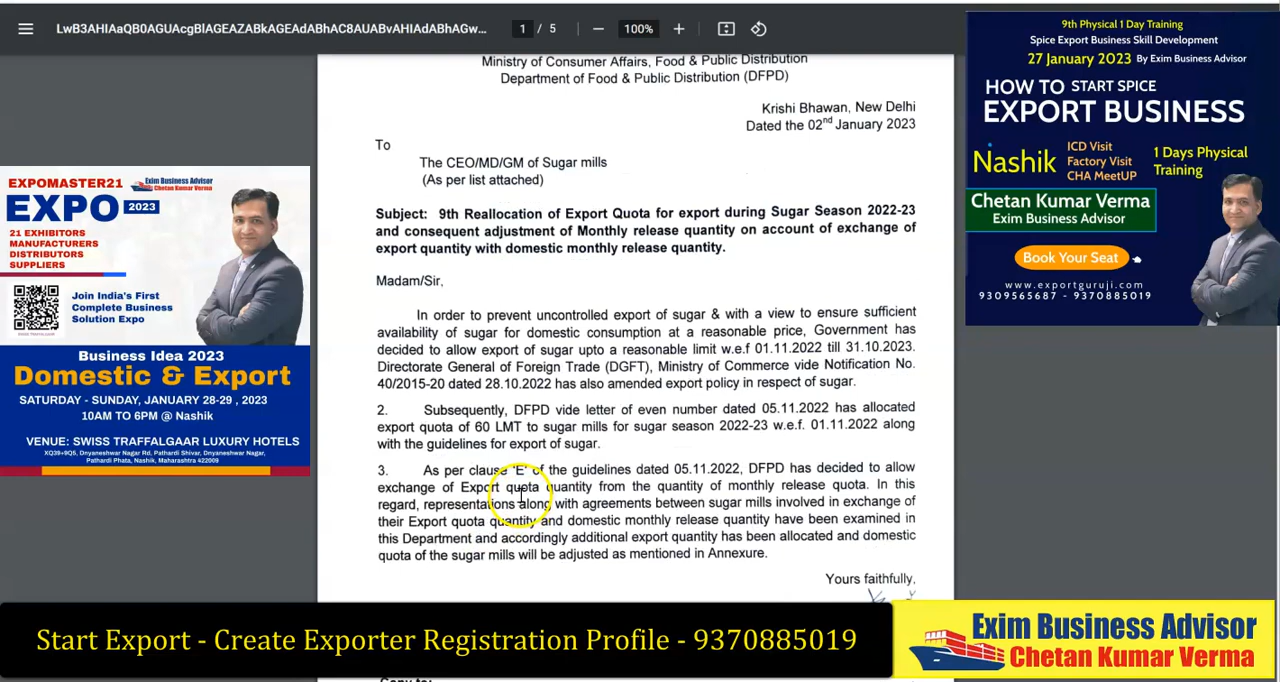 LwB3AHIAaQB0AGUAcgBlAGEAZABkAGEAdABhAC8AUABvAHIAdABhAGw...
1 / 5
100%
Ministry of Consumer Affairs, Food & Public Distribution
Department of Food & Public Distribution (DFPD)
Krishi Bhawan, New Delhi
Dated the 02nd January 2023
To
The CEO/MD/GM of Sugar mills
(As per list attached)
Subject: 9th Reallocation of Export Quota for export during Sugar Season 2022-23
and consequent adjustment of Monthly release quantity on account of exchange of
export quantity with domestic monthly release quantity.
Madam/Sir,
In order to prevent uncontrolled export of sugar & with a view to ensure sufficient
availability of sugar for domestic consumption at a reasonable price, Government has
decided to allow export of sugar upto a reasonable limit w.e.f 01.11.2022 till 31.10.2023.
Directorate General of Foreign Trade (DGFT), Ministry of Commerce vide Notification No.
40/2015-20 dated 28.10.2022 has also amended export policy in respect of sugar.
2. Subsequently, DFPD vide letter of even number dated 05.11.2022 has allocated
export quota of 60 LMT to sugar mills for sugar season 2022-23 w.e.f. 01.11.2022 along
with the guidelines for export of sugar.
3. As per clause 'E' of the guidelines dated 05.11.2022, DFPD has decided to allow
exchange of Export quota quantity from the quantity of monthly release quota. In this
regard, representations along with agreements between sugar mills involved in exchange of
their Export quota quantity and domestic monthly release quantity have been examined in
this Department and accordingly additional export quantity has been allocated and domestic
quota of the sugar mills will be adjusted as mentioned in Annexure.
Yours faithfully,
Copy to:
EXPOMASTER21
Exim Business Advisor
Chetan Kumar Verma
EXPO 2023
21 EXHIBITORS
MANUFACTURERS
DISTRIBUTORS
SUPPLIERS
Join India's First
Complete Business
Solution Expo
Business Idea 2023
Domestic & Export
SATURDAY - SUNDAY, JANUARY 28-29 , 2023
10AM TO 6PM @ Nashik
VENUE: SWISS TRAFFALGAAR LUXURY HOTELS
XQ39+9Q5, Dnyaneshwar Nagar Rd, Pathardi Shivar, Dnyaneshwar Nagar,
Pathardi Phata, Nashik, Maharashtra 422009
9th Physical 1 Day Training
Spice Export Business Skill Development
27 January 2023 By Exim Business Advisor
HOW TO START SPICE
EXPORT BUSINESS
Nashik
ICD Visit
Factory Visit
CHA MeetUP
1 Days Physical
Training
Chetan Kumar Verma
Exim Business Advisor
Book Your Seat
www.exportguruji.com
9309565687 - 9370885019
Start Export - Create Exporter Registration Profile - 9370885019
Exim Business Advisor
Chetan Kumar Verma